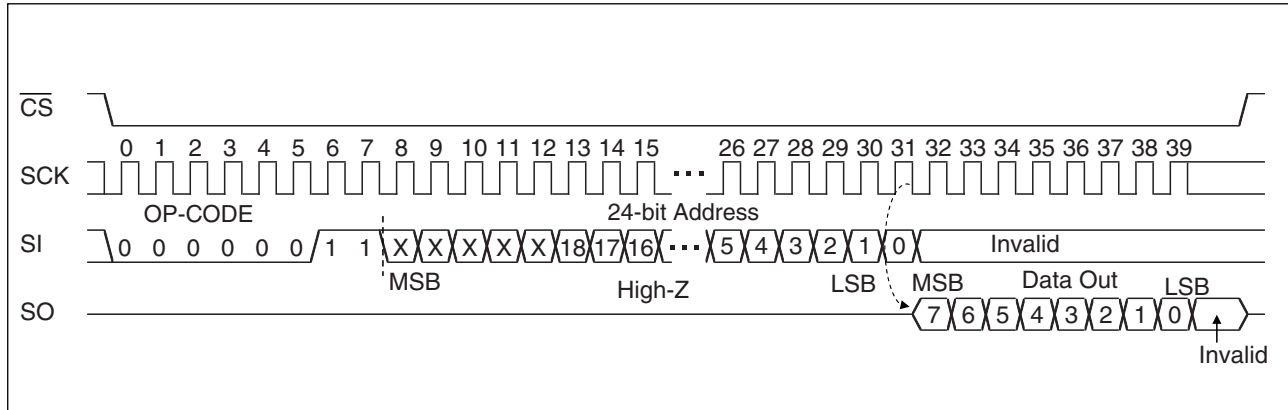 CS
0 1 2 3 4 5 6 7 8 9 10 11 12 13 14 15 26 27 28 29 30 31 32 33 34 35 36 37 38 39
SCK
OP-CODE 24-bit Address
SI 0 0 0 0 0 0 1 1 X X X X X 18 17 16 5 4 3 2 1 0 Invalid
MSB High-Z LSB MSB Data Out LSB
SO 7 6 5 4 3 2 1 0
Invalid